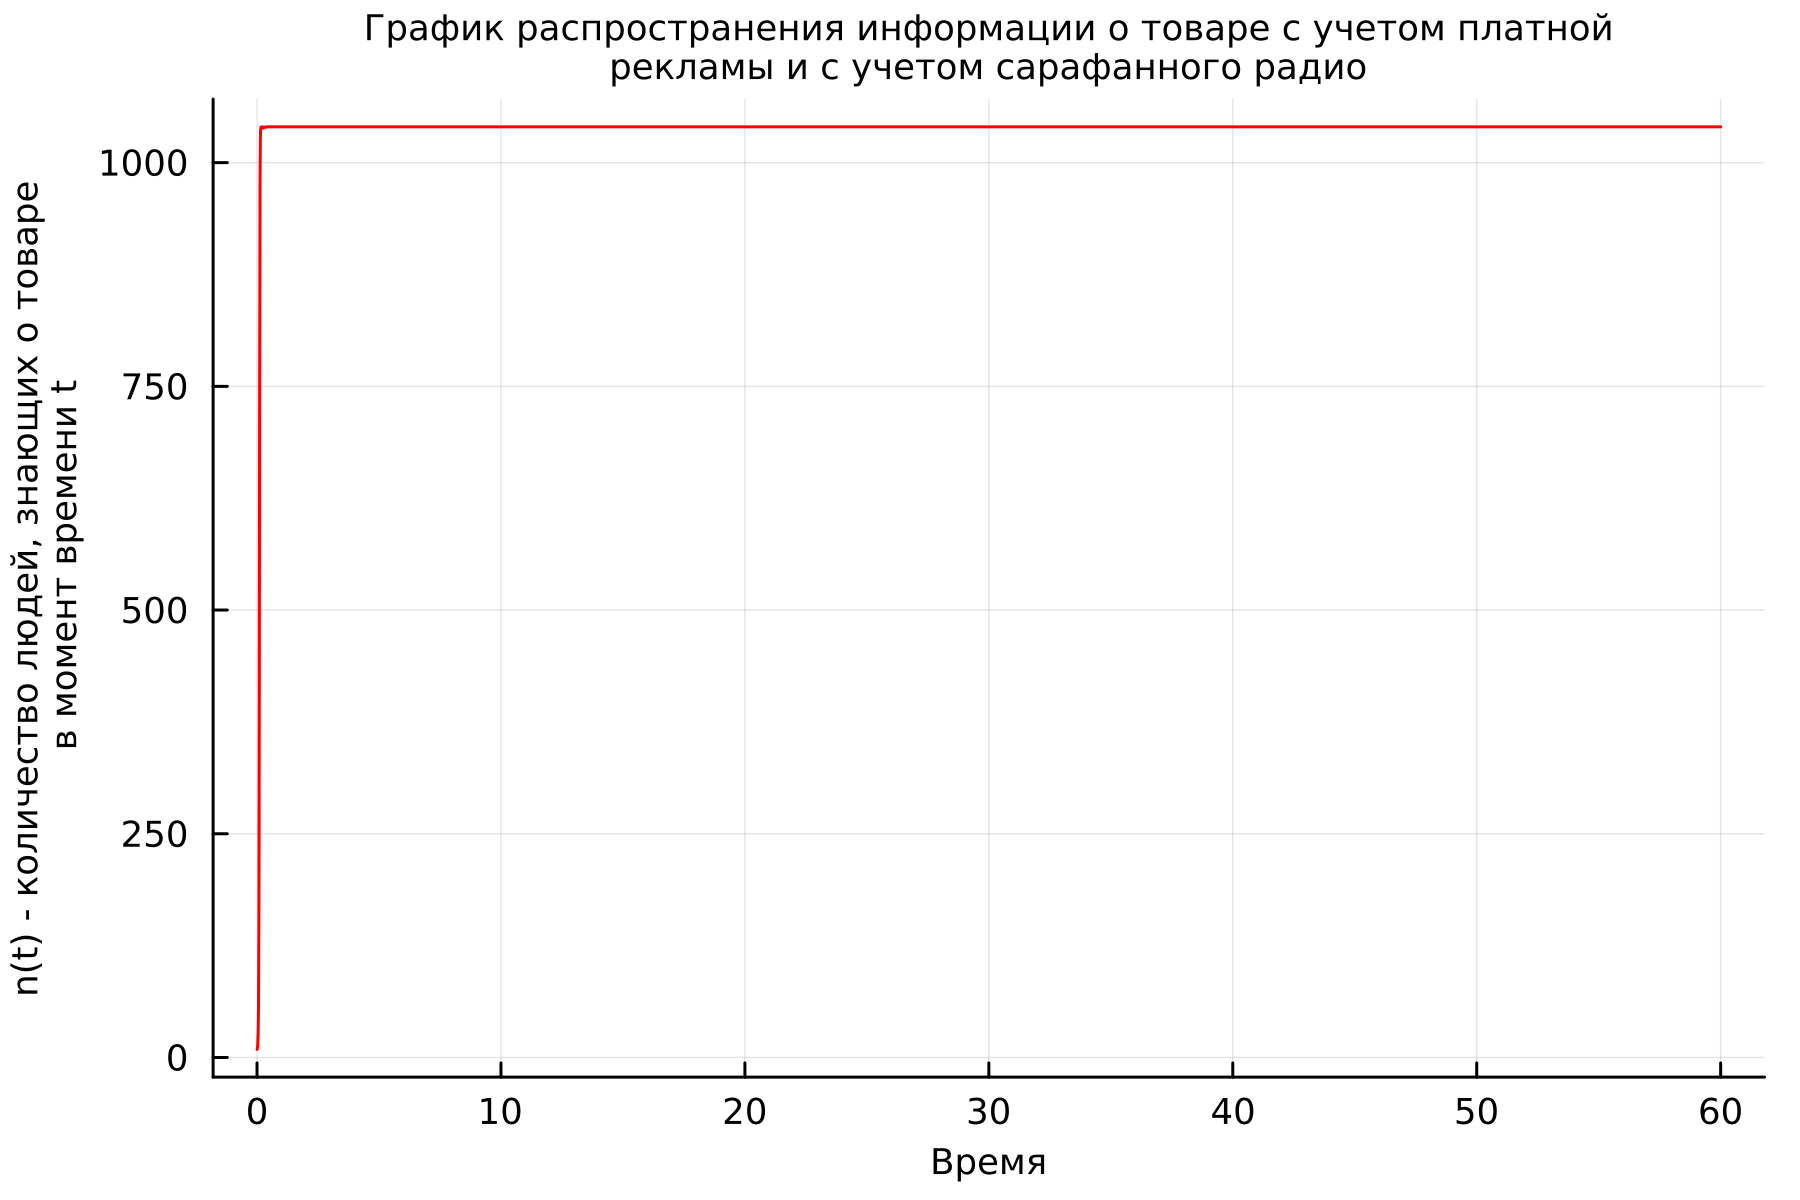 График распространения информации о товаре с учетом платной
рекламы и с учетом сарафанного радио
n(t) - количество людей, знающих о товаре
в момент времени t
1000
750
500
250
0
0 10 20 30 40 50 60
Время